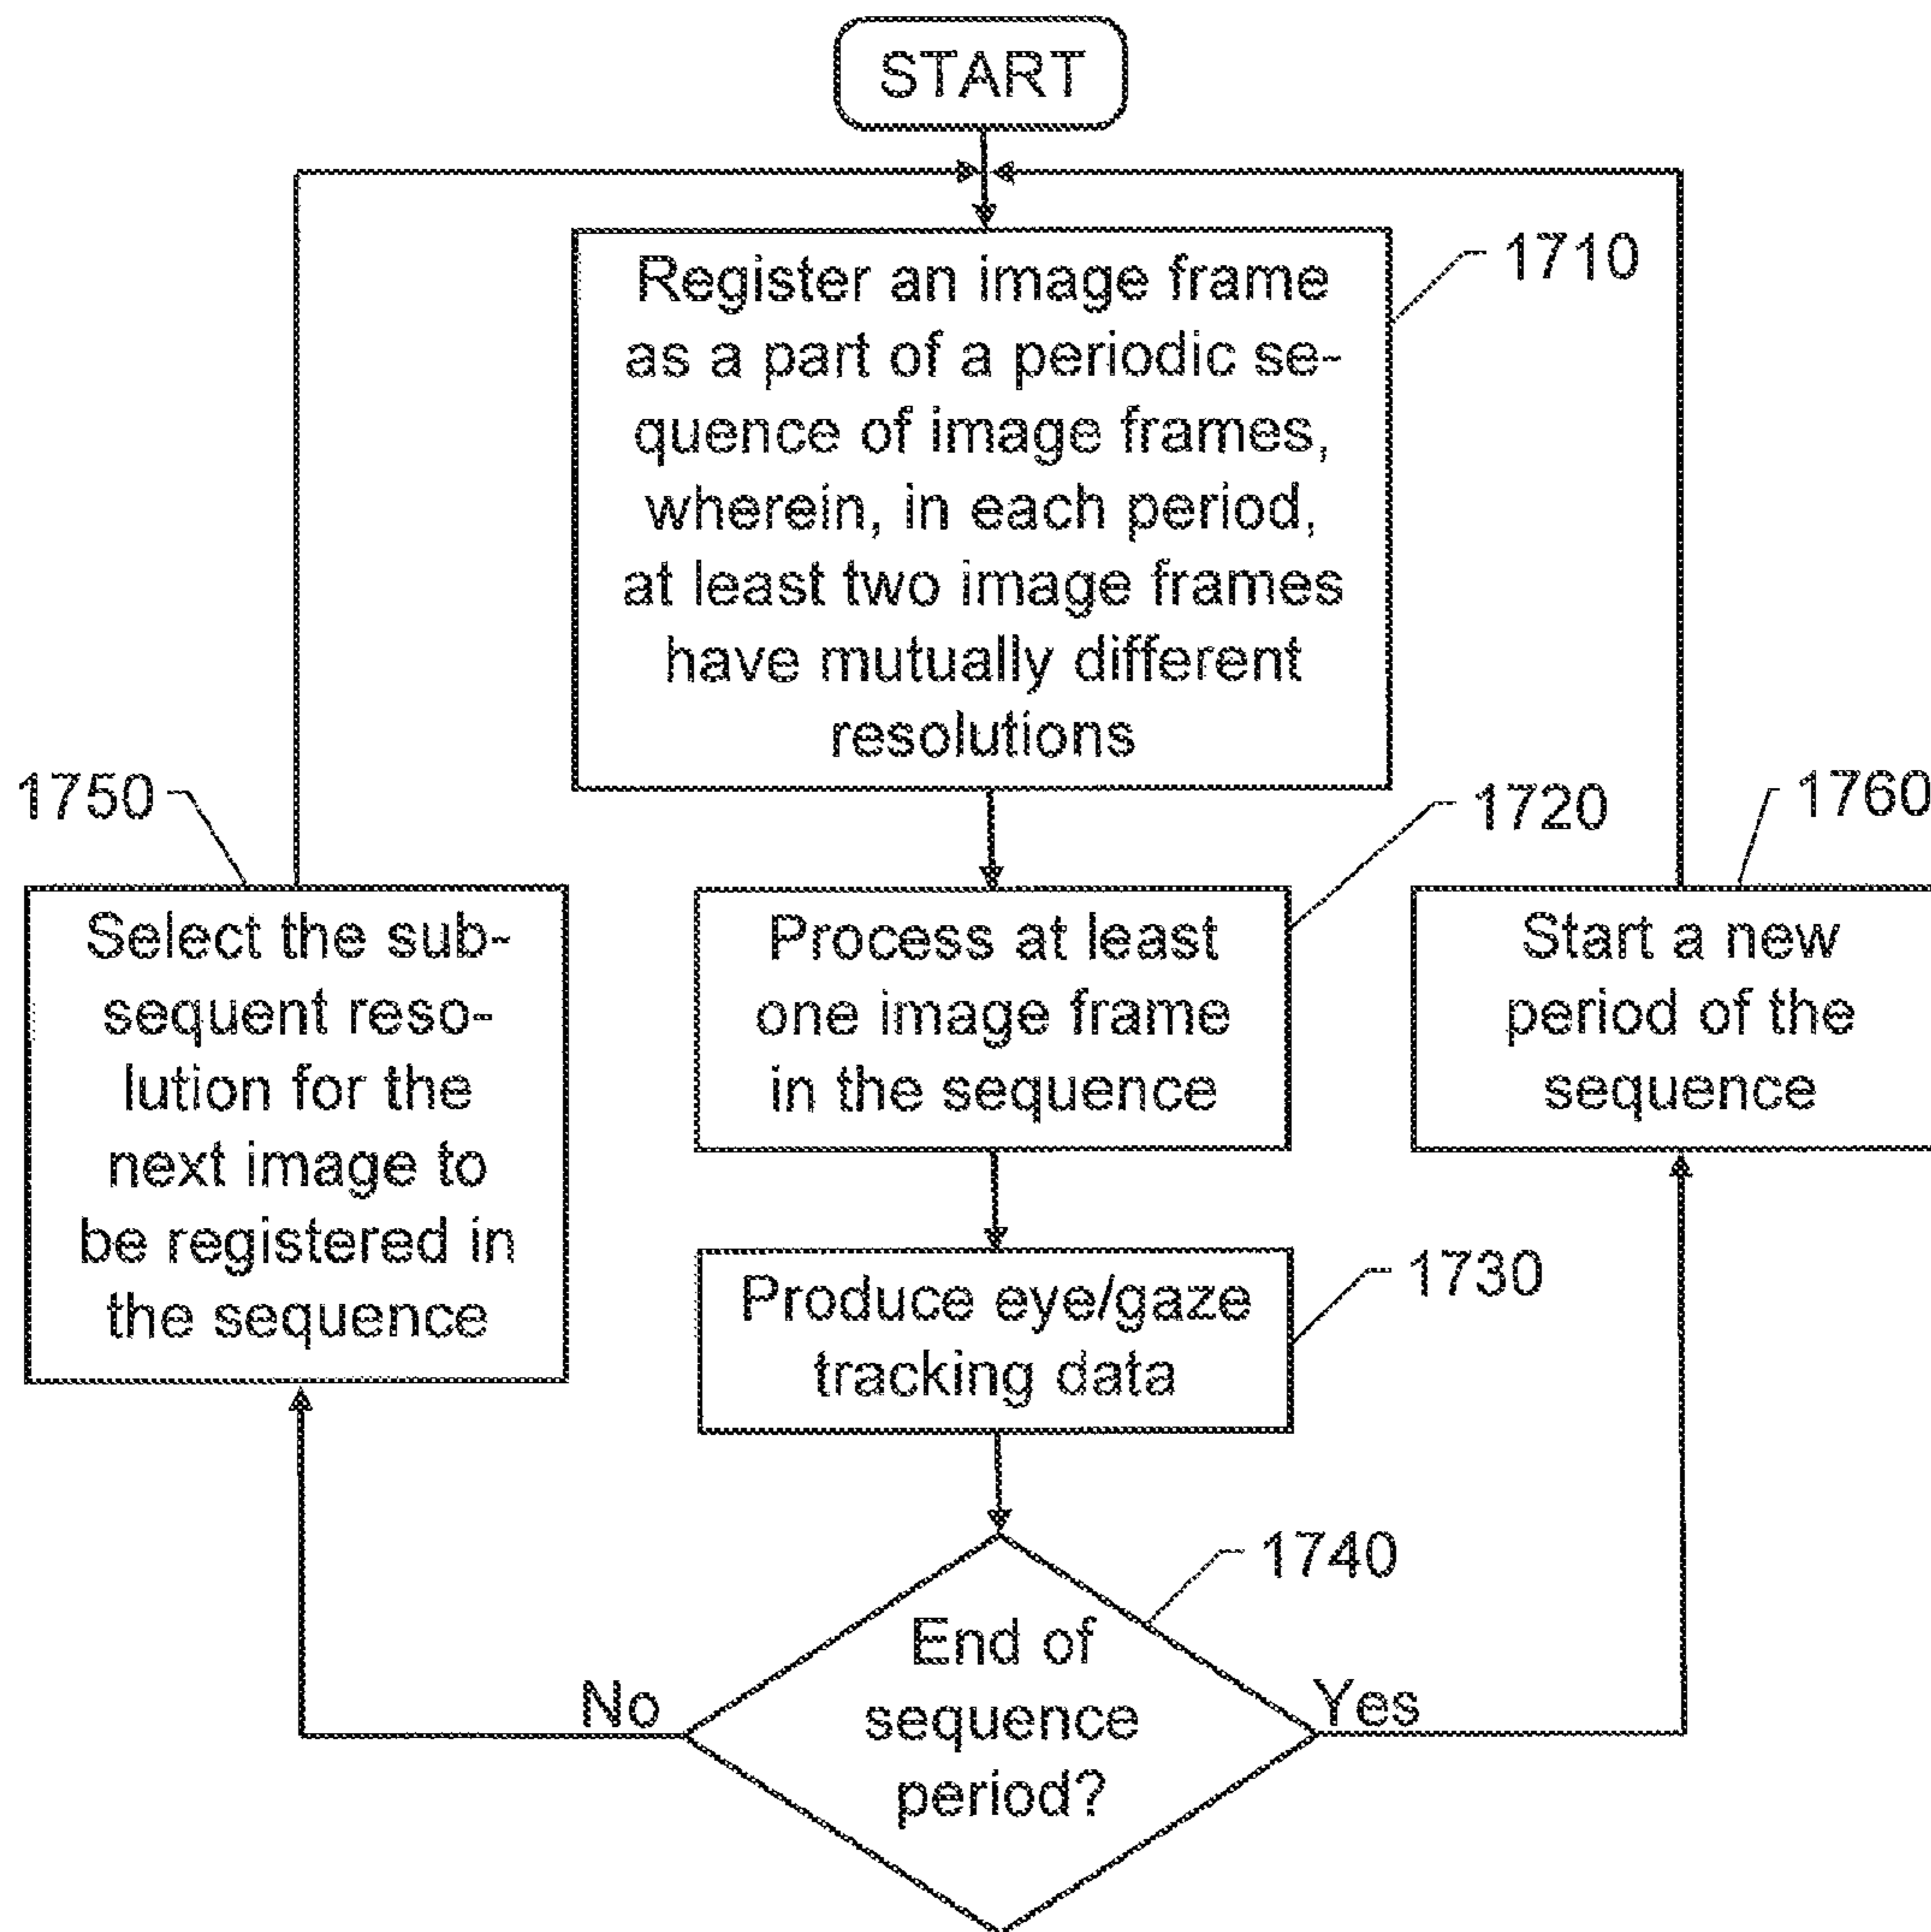 START
Register an image frame
as a part of a periodic se-
quence of image frames,
wherein, in each period,
at least two image frames
have mutually different
resolutions
1710
1750
1720
1760
Select the sub-
sequent reso-
lution for the
next image to
be registered in
the sequence
Process at least
one image frame
in the sequence
Start a new
period of the
sequence
Produce eye/gaze
tracking data
1730
1740
End of
sequence
period?
No
Yes